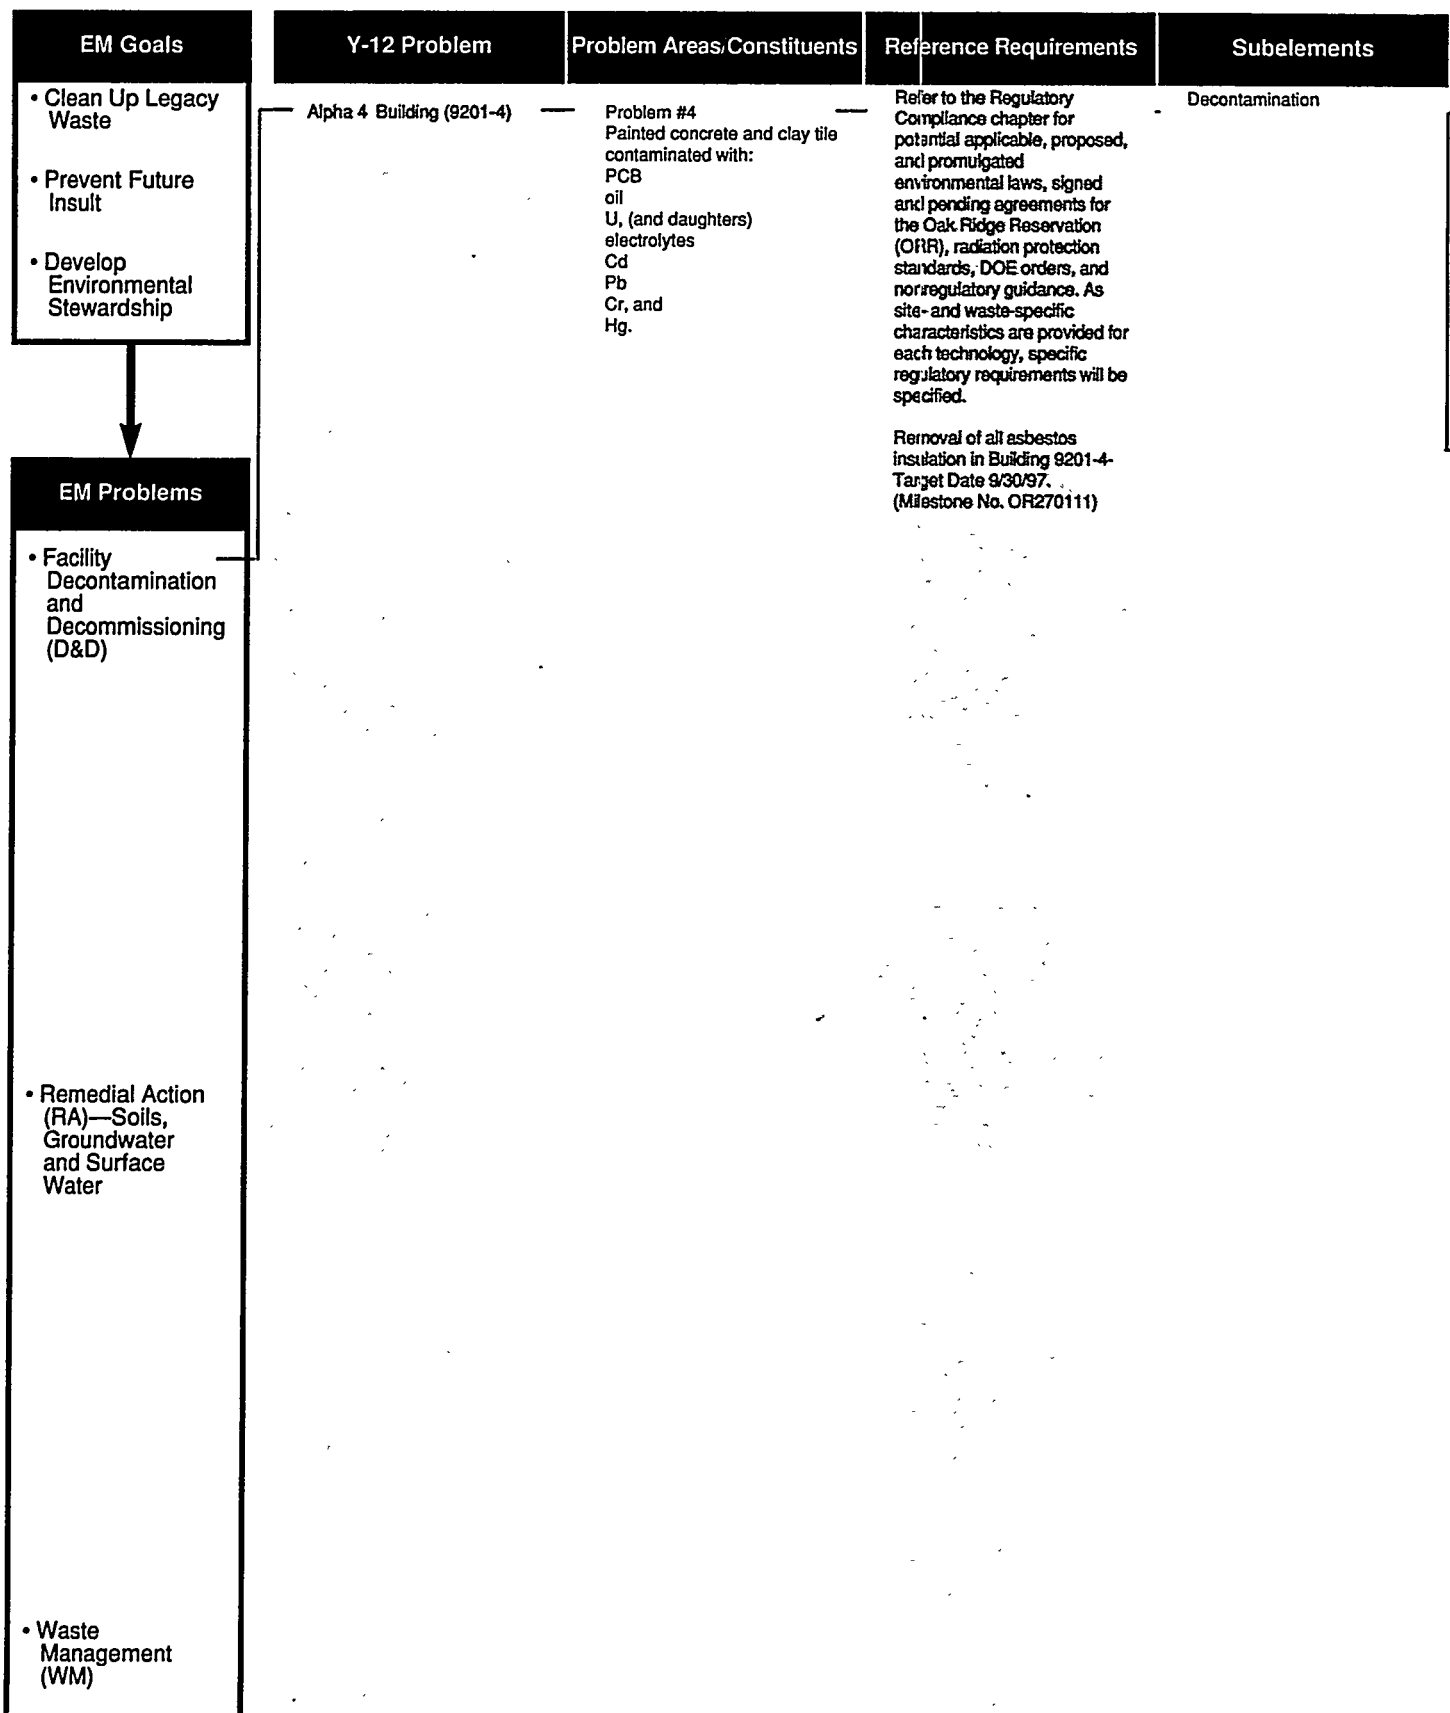 EM Goals
• Clean Up Legacy
Waste
• Prevent Future
Insult
• Develop
Environmental
Stewardship
EM Problems
• Facility
Decontamination
and
Decommissioning
(D&D)
• Remedial Action
(RA)—Soils,
Groundwater
and Surface
Water
• Waste
Management
(WM)
Y-12 Problem
Alpha 4 Building (9201-4)
Problem Areas/Constituents
Problem #4
Painted concrete and clay tile
contaminated with:
PCB
oil
U, (and daughters)
electrolytes
Cd
Pb
Cr, and
Hg.
Reference Requirements
Refer to the Regulatory
Compliance chapter for
potential applicable, proposed,
and promulgated
environmental laws, signed
and pending agreements for
the Oak Ridge Reservation
(ORR), radiation protection
standards, DOE orders, and
nonregulatory guidance. As
site- and waste-specific
characteristics are provided for
each technology, specific
regulatory requirements will be
specified.
Removal of all asbestos
insulation in Building 9201-4-
Target Date 9/30/97.
(Milestone No. OR270111)
Subelements
Decontamination